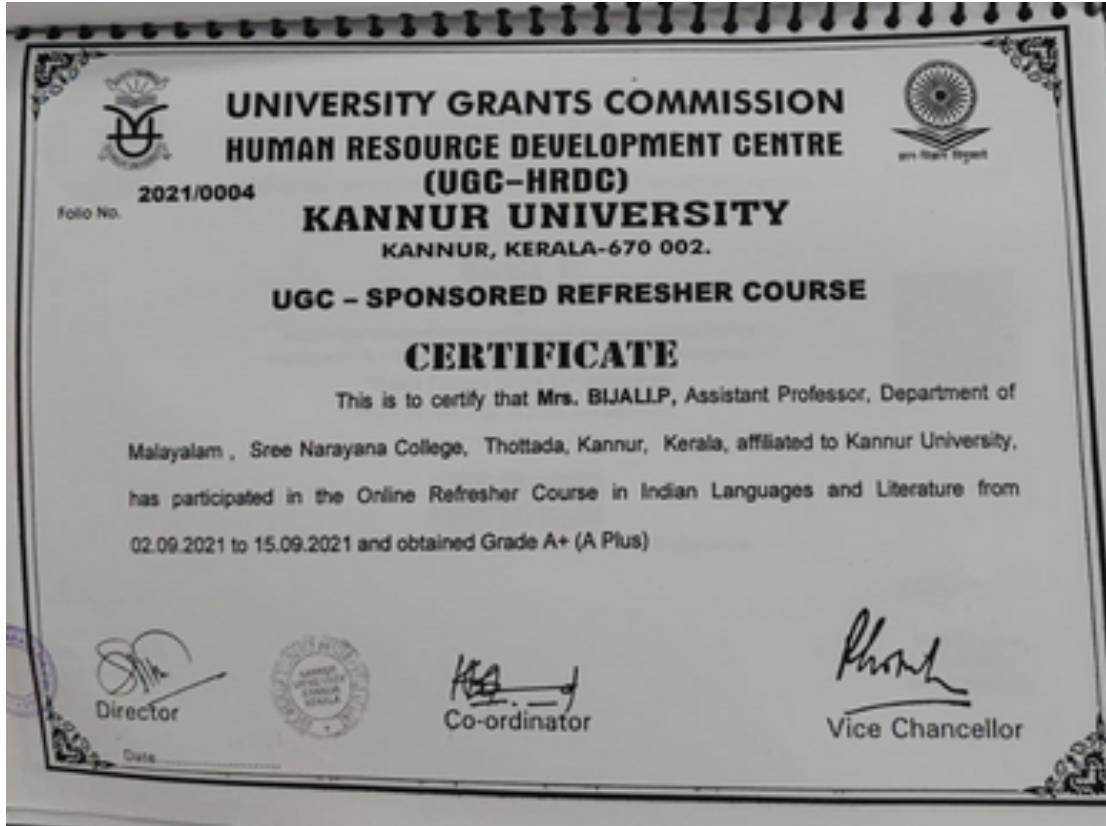 UNIVERSITY GRANTS COMMISSION
HUMAN RESOURCE DEVELOPMENT CENTRE
(UGC-HRDC)
2021/0004
Folio No.
KANNUR UNIVERSITY
KANNUR, KERALA-670 002.
UGC – SPONSORED REFRESHER COURSE
CERTIFICATE
This is to certify that Mrs. BIJALI.P, Assistant Professor, Department of
Malayalam , Sree Narayana College, Thottada, Kannur, Kerala, affiliated to Kannur University,
has participated in the Online Refresher Course in Indian Languages and Literature from
02.09.2021 to 15.09.2021 and obtained Grade A+ (A Plus)
Director
Co-ordinator
Vice Chancellor
Date